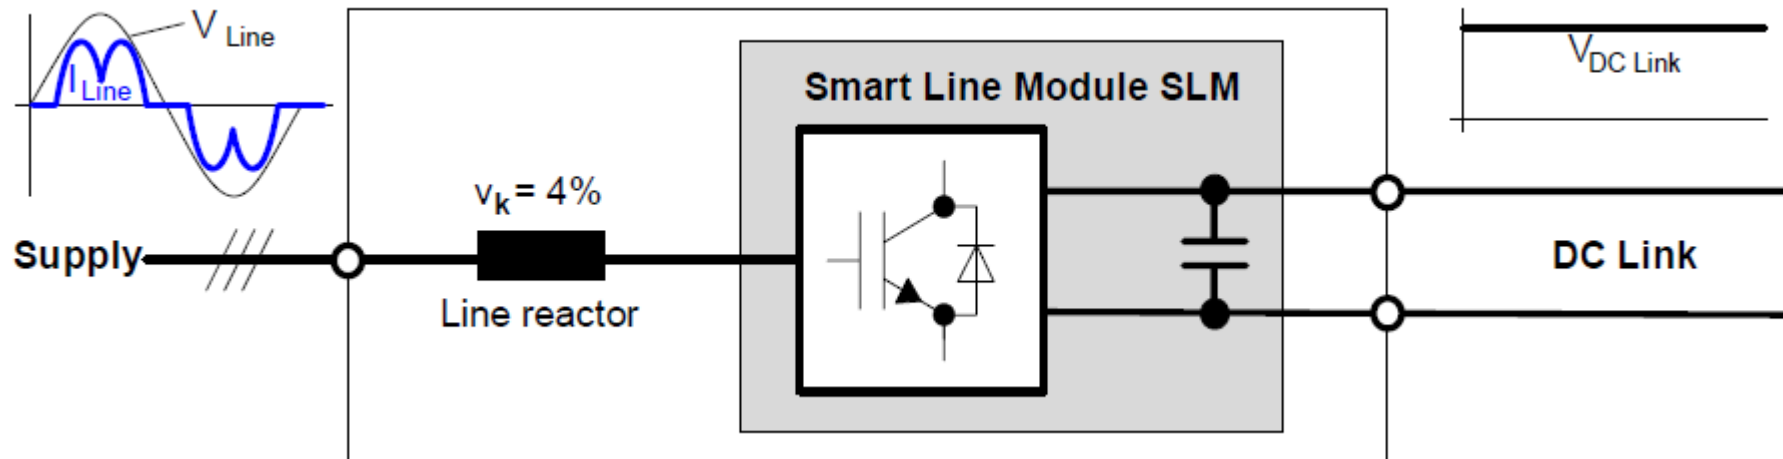 V Line
I Line
V DC Link
Smart Line Module SLM
vk = 4%
Supply
DC Link
Line reactor